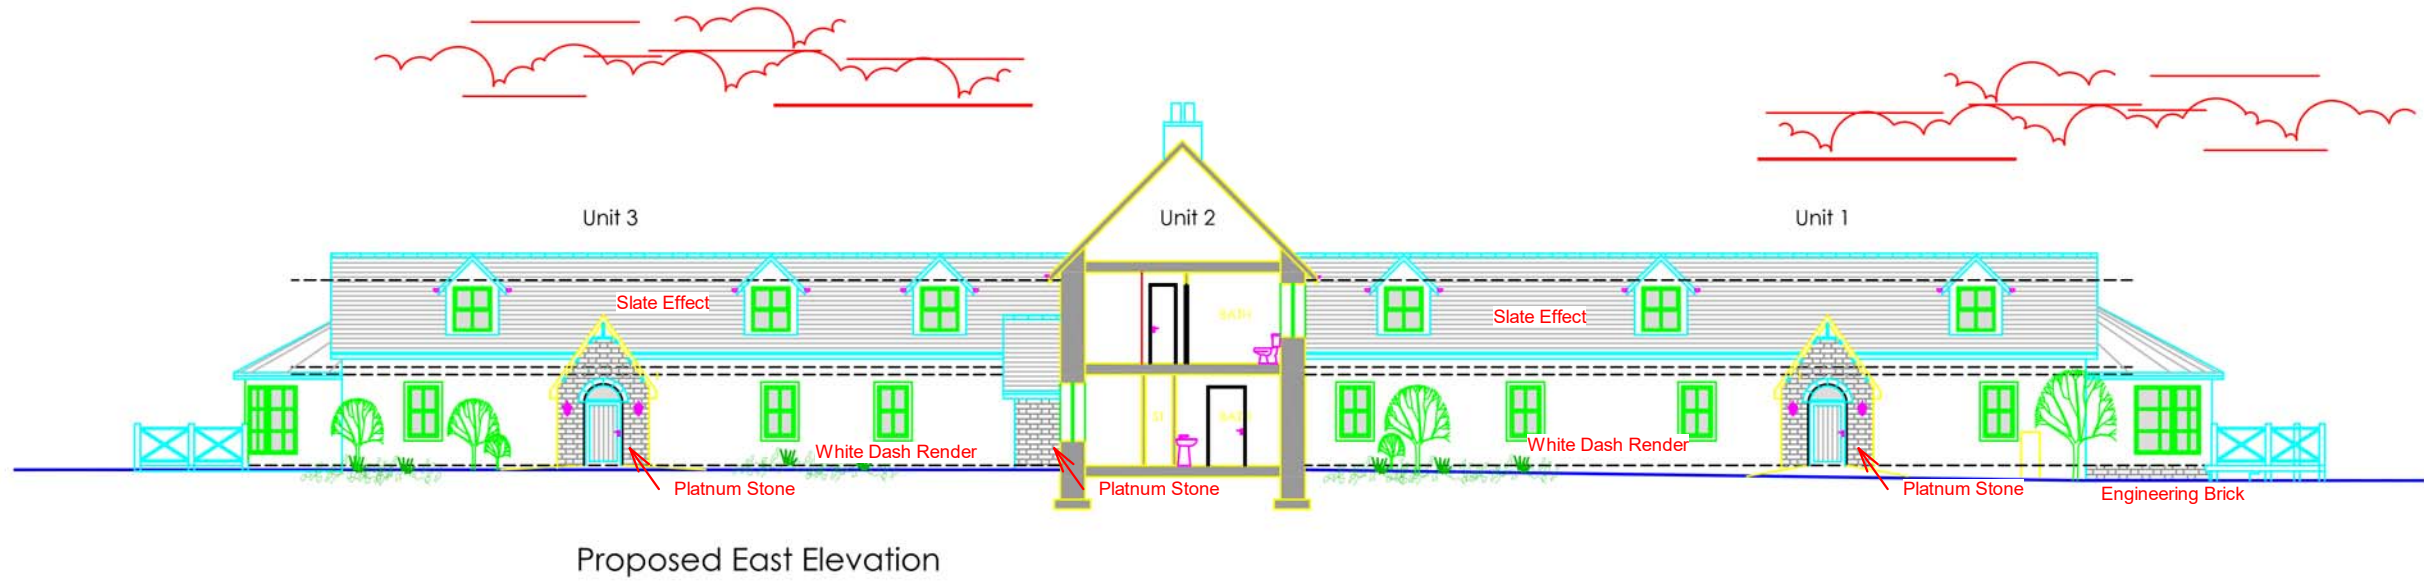 Unit 3
Unit 2
Unit 1
Slate Effect
Slate Effect
BATH
White Dash Render
White Dash Render
Platnum Stone
Platnum Stone
Platnum Stone
Engineering Brick
Proposed East Elevation